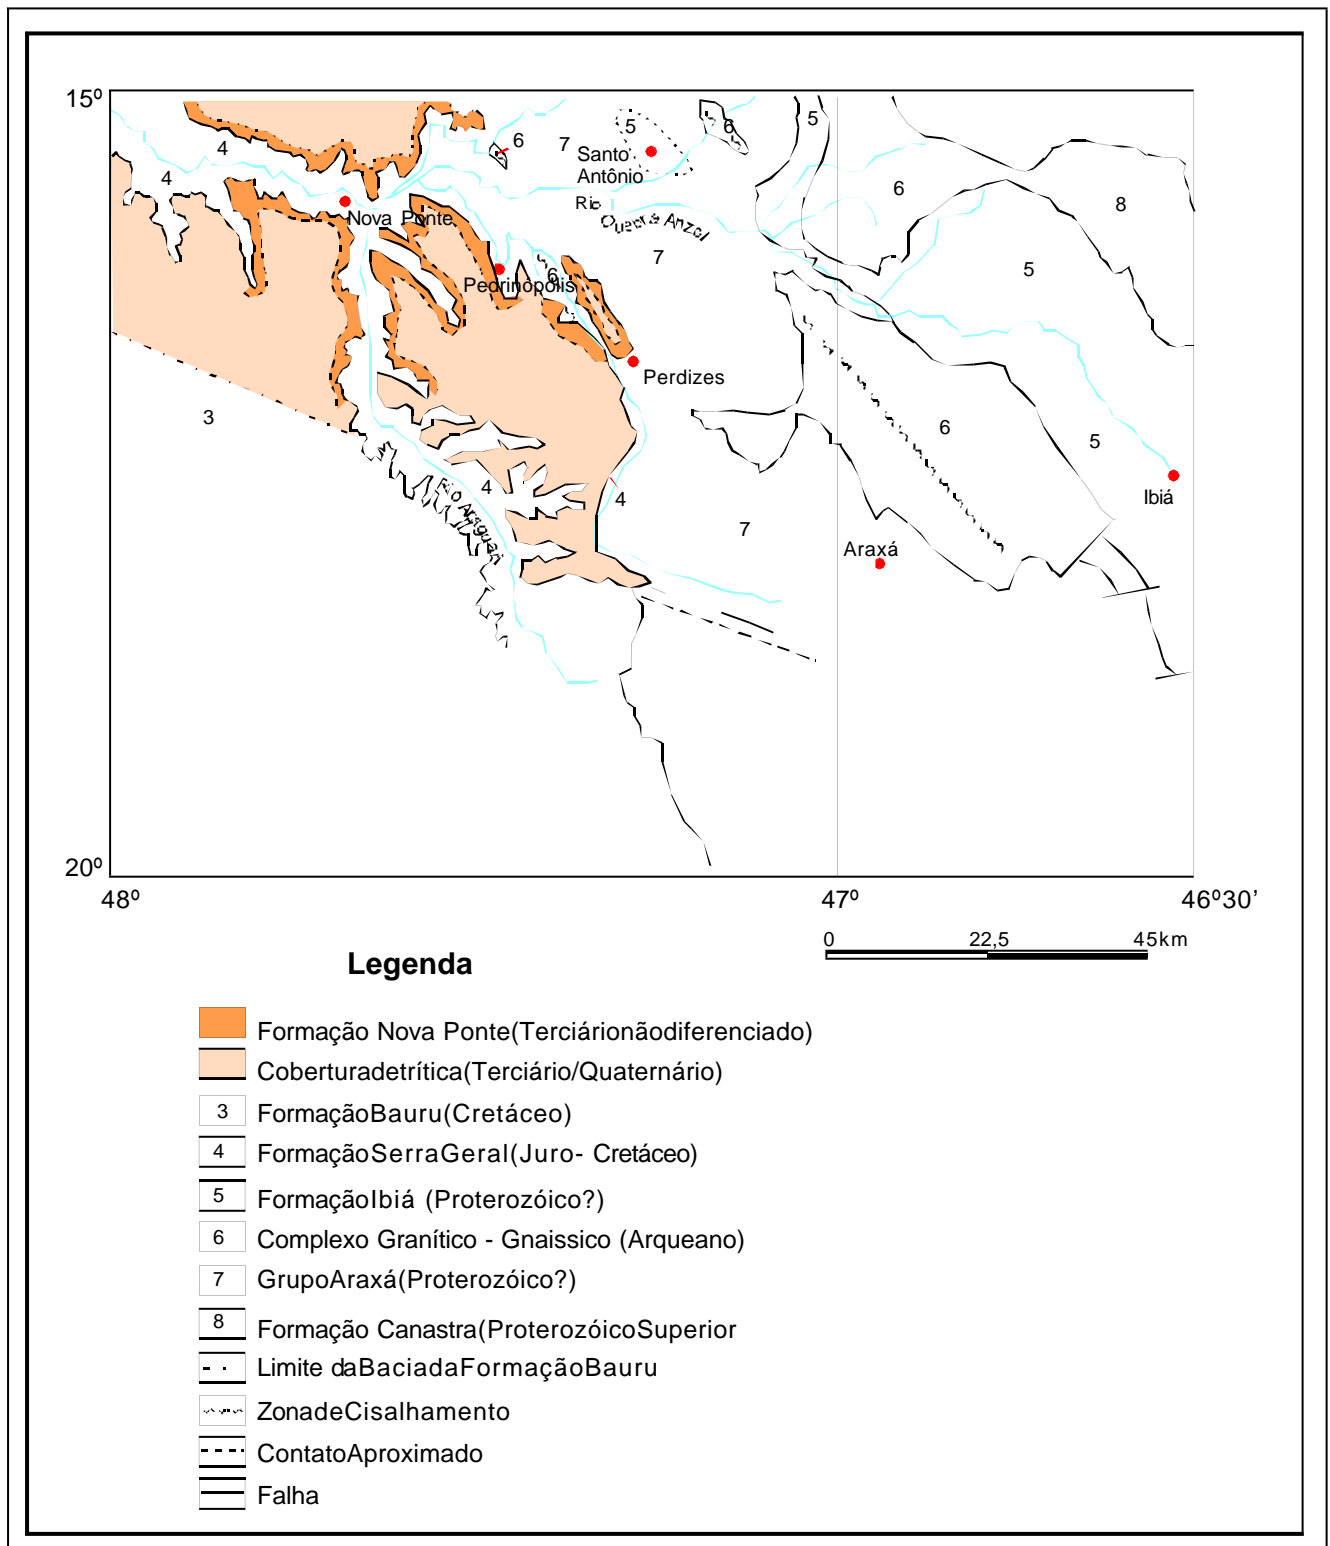 15º
4
6
7
5
Santo
Antônio
6
5
4
6
8
Nova Ponte
Rio
Quebra Anzol
7
5
Pedrinópolis
6
Perdizes
3
6
5
4
4
Ibiá
Rio Araguari
7
Araxá
20º
48º
47º
46º30’
0
22,5
45km
Legenda
Formação Nova Ponte(Terciárionãodiferenciado)
Coberturadetrítica(Terciário/Quaternário)
3 FormaçãoBauru(Cretáceo)
4 FormaçãoSerraGeral(Juro- Cretáceo)
5 FormaçãoIbiá (Proterozóico?)
6 Complexo Granítico - Gnaissico (Arqueano)
7 GrupoAraxá(Proterozóico?)
8 Formação Canastra(ProterozóicoSuperior
Limite daBaciadaFormaçãoBauru
ZonadeCisalhamento
ContatoAproximado
Falha